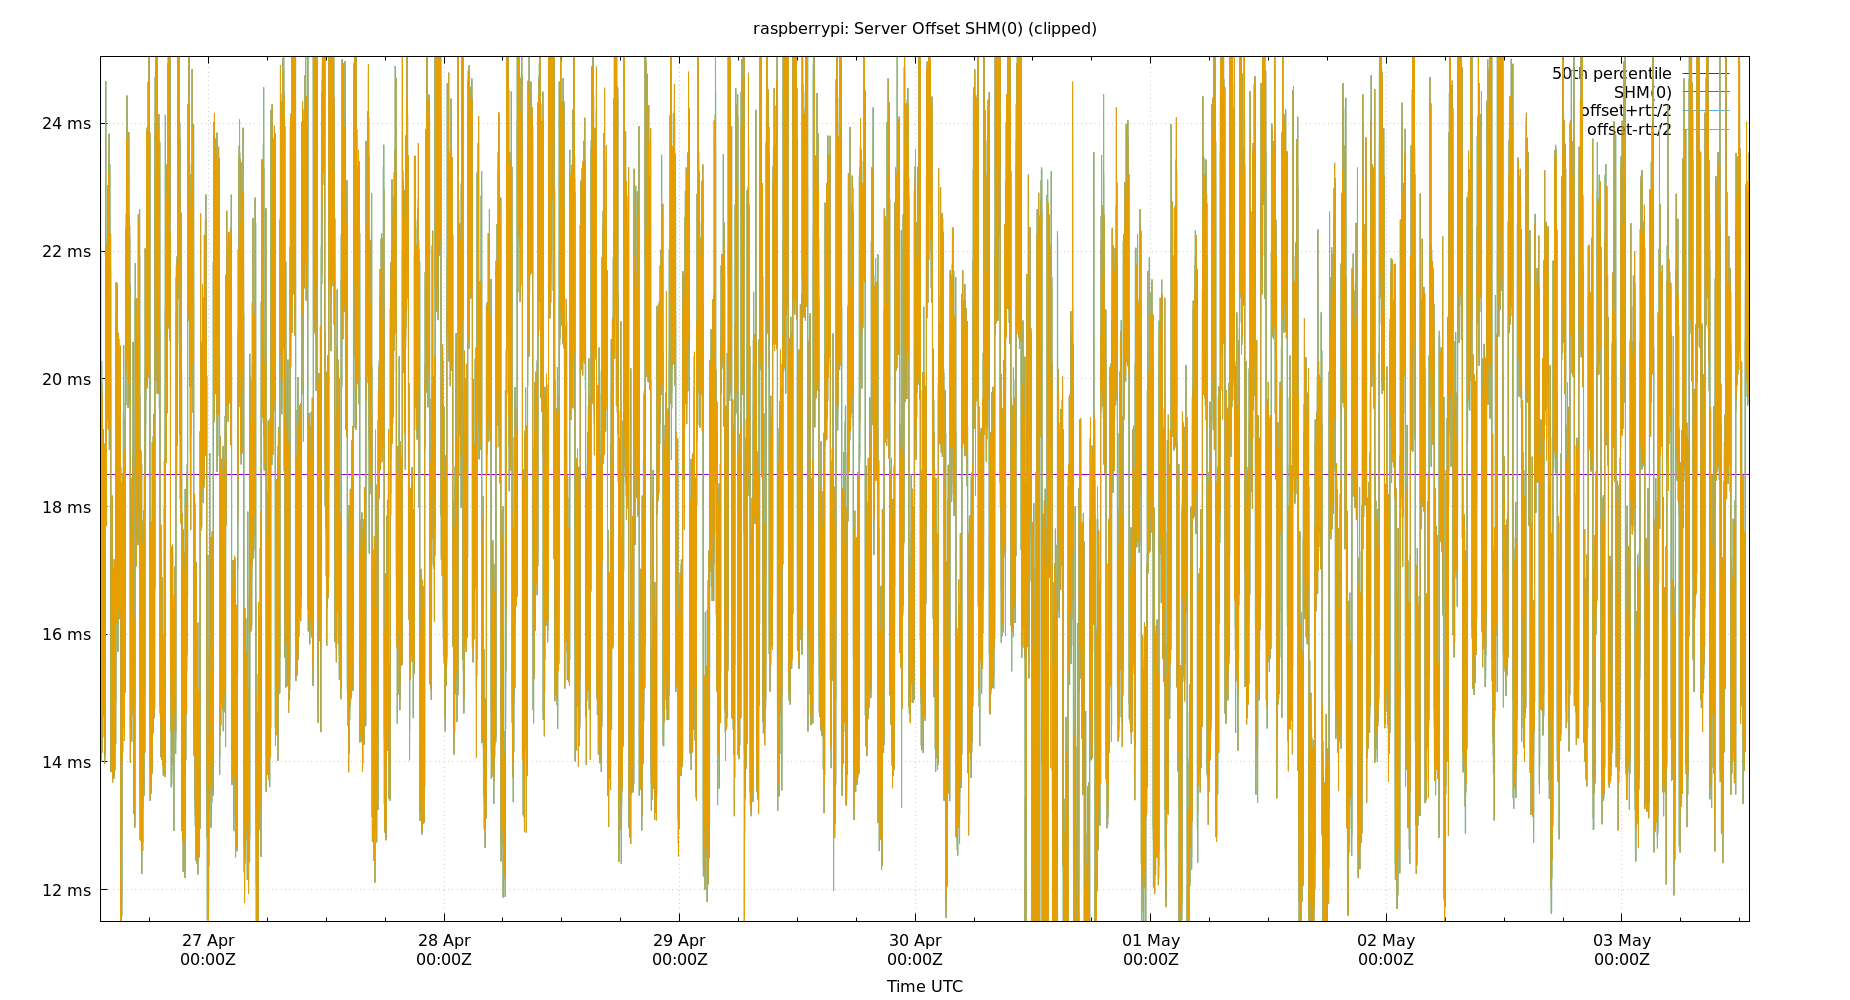 raspberrypi: Server Offset SHM(0) (clipped)
50th percentile
SHM(0)
offset+rtt/2
offset-rtt/2
24 ms
22 ms
20 ms
18 ms
16 ms
14 ms
12 ms
27 Apr 28 Apr 29 Apr 30 Apr 01 May 02 May 03 May
00:00Z 00:00Z 00:00Z 00:00Z 00:00Z 00:00Z 00:00Z
Time UTC